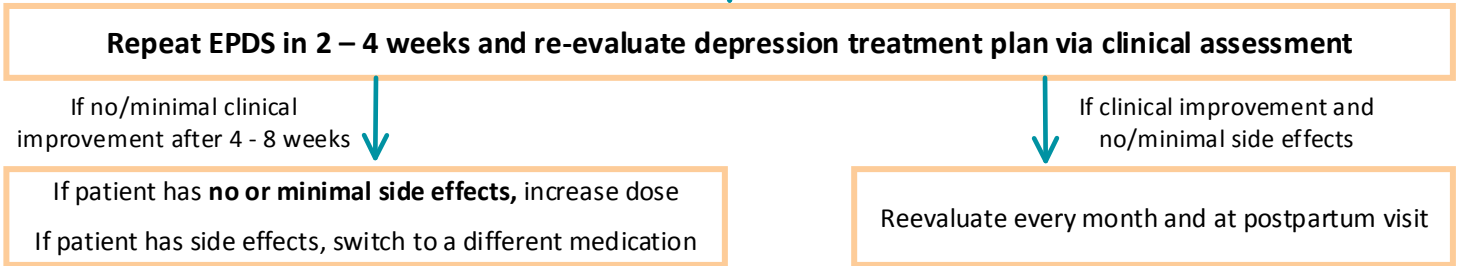 Repeat EPDS in 2 – 4 weeks and re-evaluate depression treatment plan via clinical assessment
If no/minimal clinical
improvement after 4 - 8 weeks
If clinical improvement and
no/minimal side effects
If patient has no or minimal side effects, increase dose
If patient has side effects, switch to a different medication
Reevaluate every month and at postpartum visit